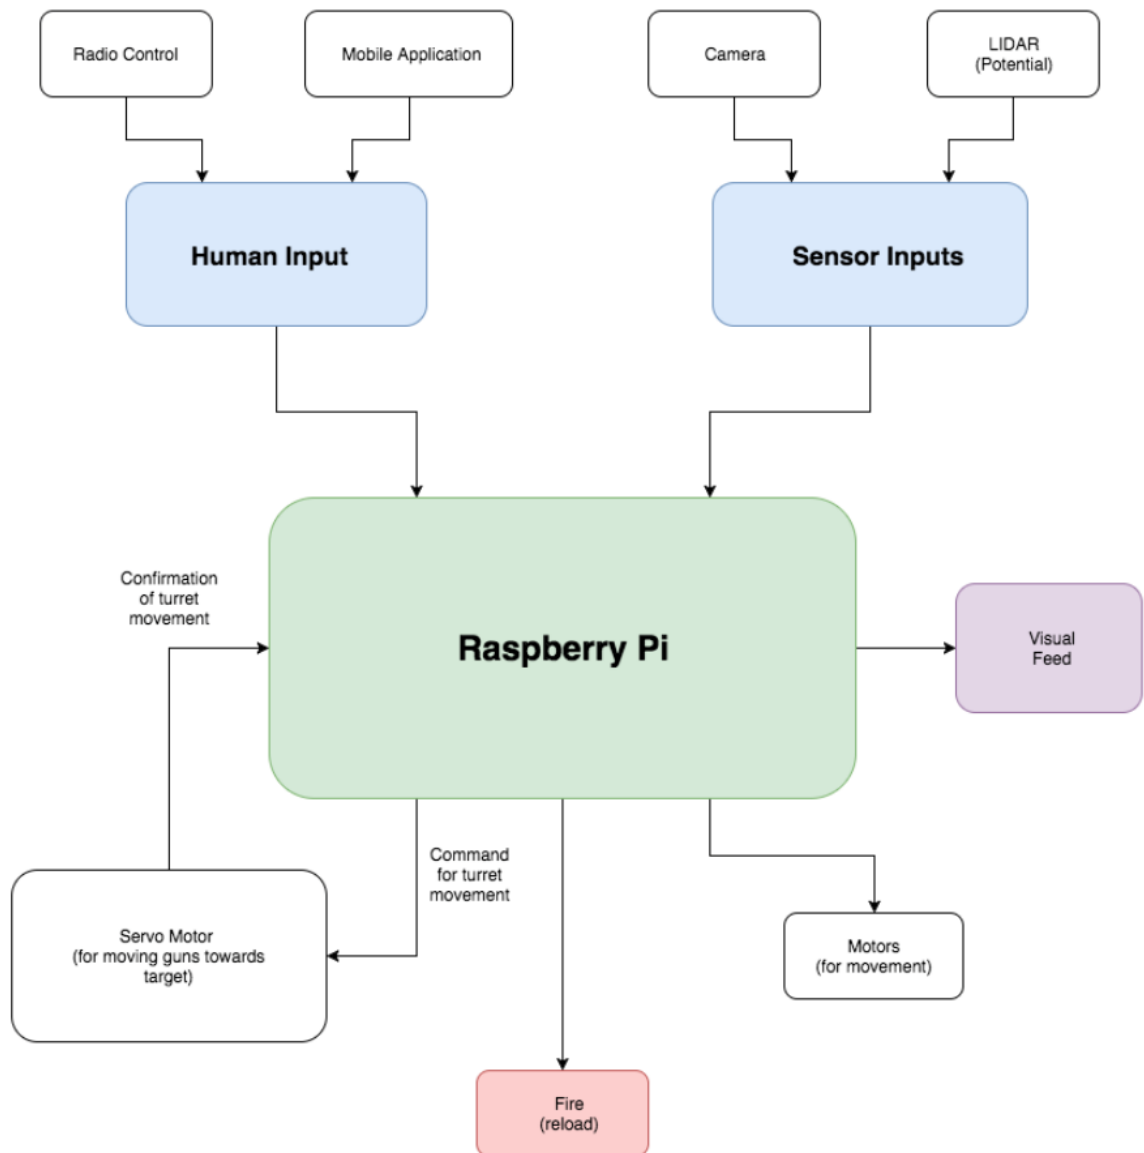 Radio Control
Mobile Application
Camera
LIDAR
(Potential)
Human Input
Sensor Inputs
Confirmation
of turret
movement
Raspberry Pi
Visual
Feed
Command
for turret
movement
Servo Motor
(for moving guns towards
target)
Motors
(for movement)
Fire
(reload)